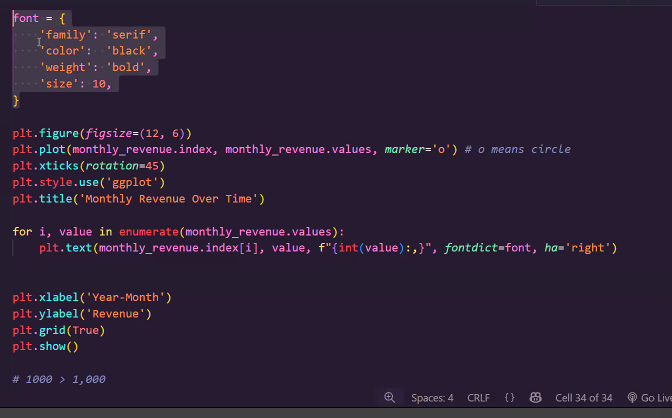 font = {
    'family': 'serif',
    'color':  'black',
    'weight': 'bold',
    'size': 10,
}
plt.figure(figsize=(12, 6))
plt.plot(monthly_revenue.index, monthly_revenue.values, marker='o') # o means circle
plt.xticks(rotation=45)
plt.style.use('ggplot')
plt.title('Monthly Revenue Over Time')
for i, value in enumerate(monthly_revenue.values):
    plt.text(monthly_revenue.index[i], value, f"{int(value):,}", fontdict=font, ha='right')
plt.xlabel('Year-Month')
plt.ylabel('Revenue')
plt.grid(True)
plt.show()
# 1000 > 1,000
Spaces: 4 CRLF {} Cell 34 of 34 Go Liv